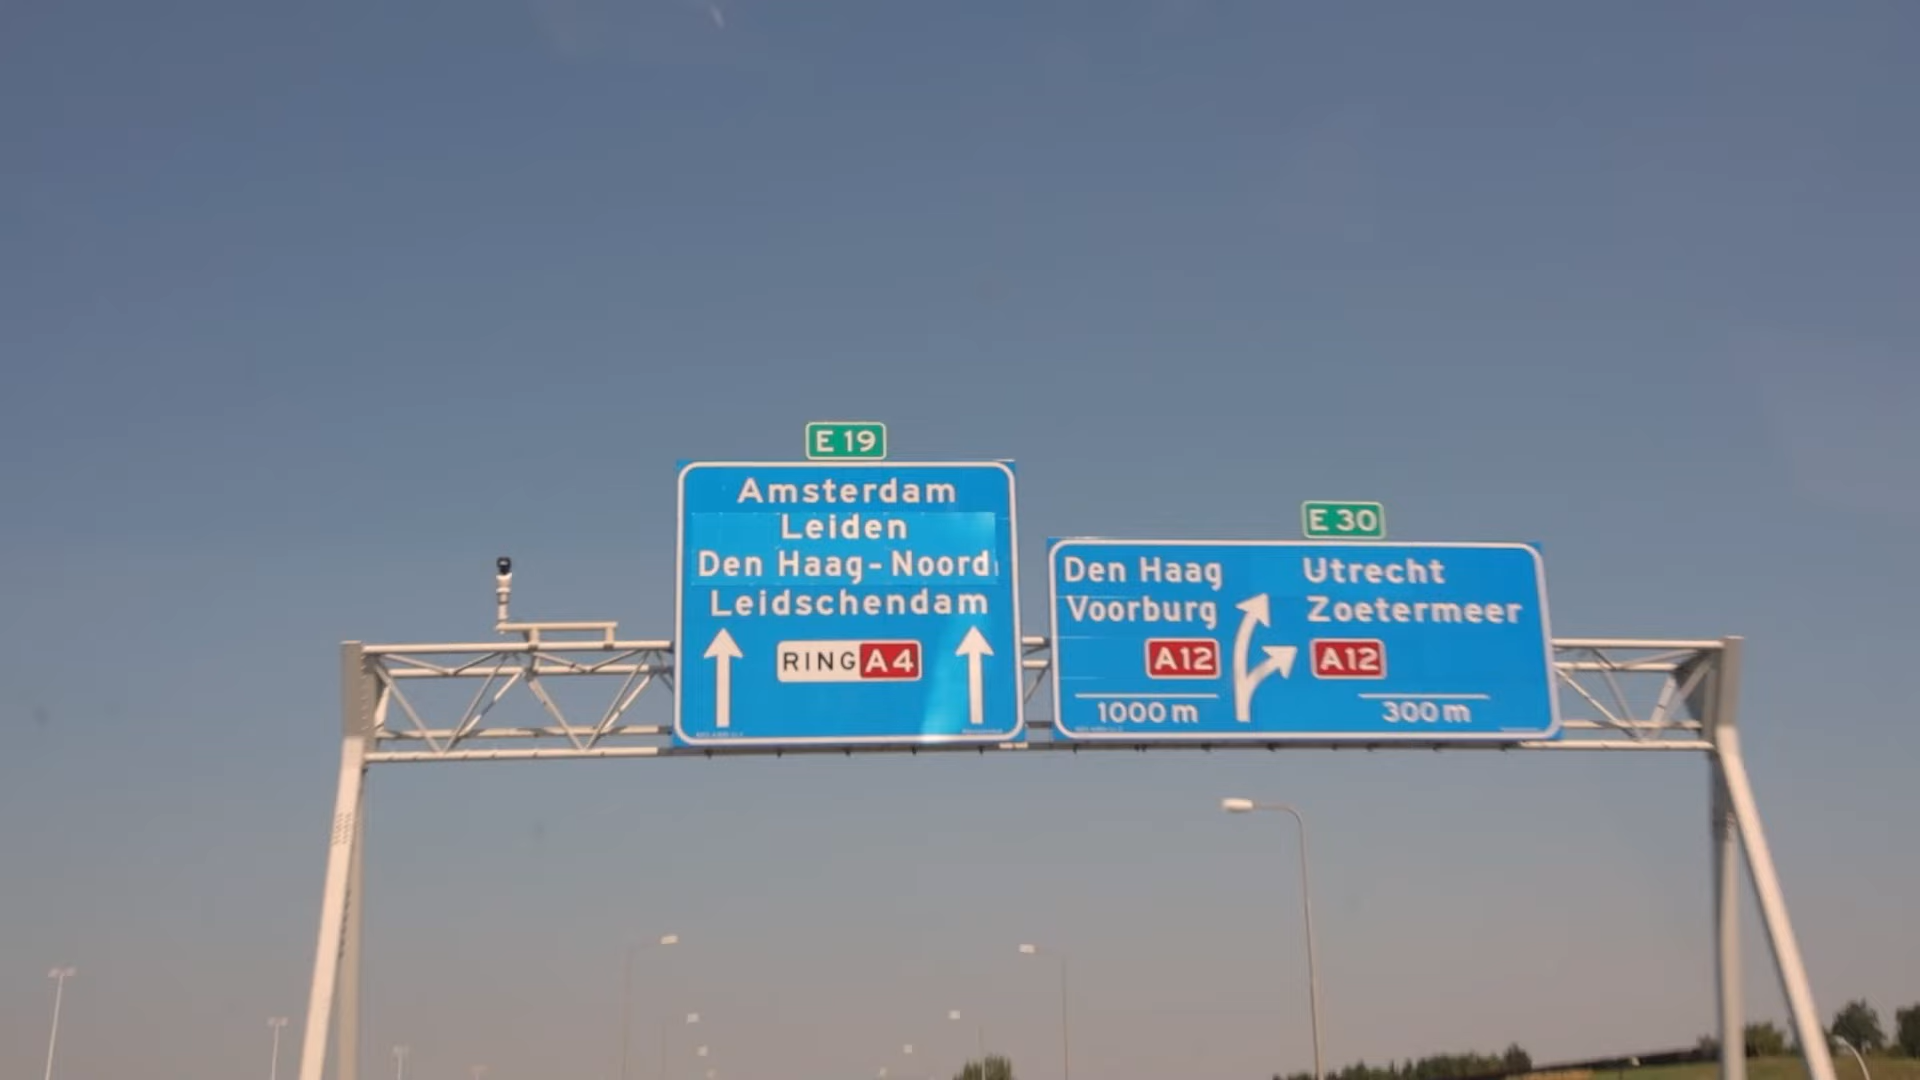 E 19
Amsterdam
Leiden
Den Haag-Noord
Leidschendam
RING A4
E 30
Den Haag
Voorburg
A12
1000 m
Utrecht
Zoetermeer
A12
300 m